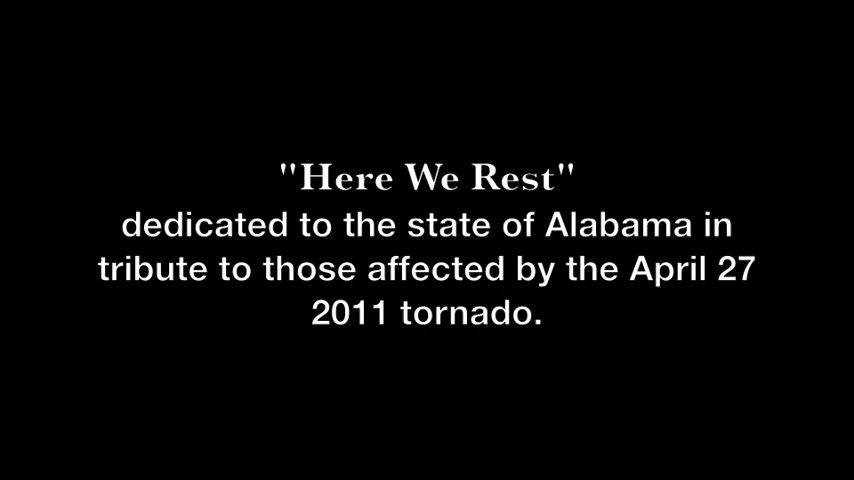 "Here We Rest"
dedicated to the state of Alabama in
tribute to those affected by the April 27
2011 tornado.